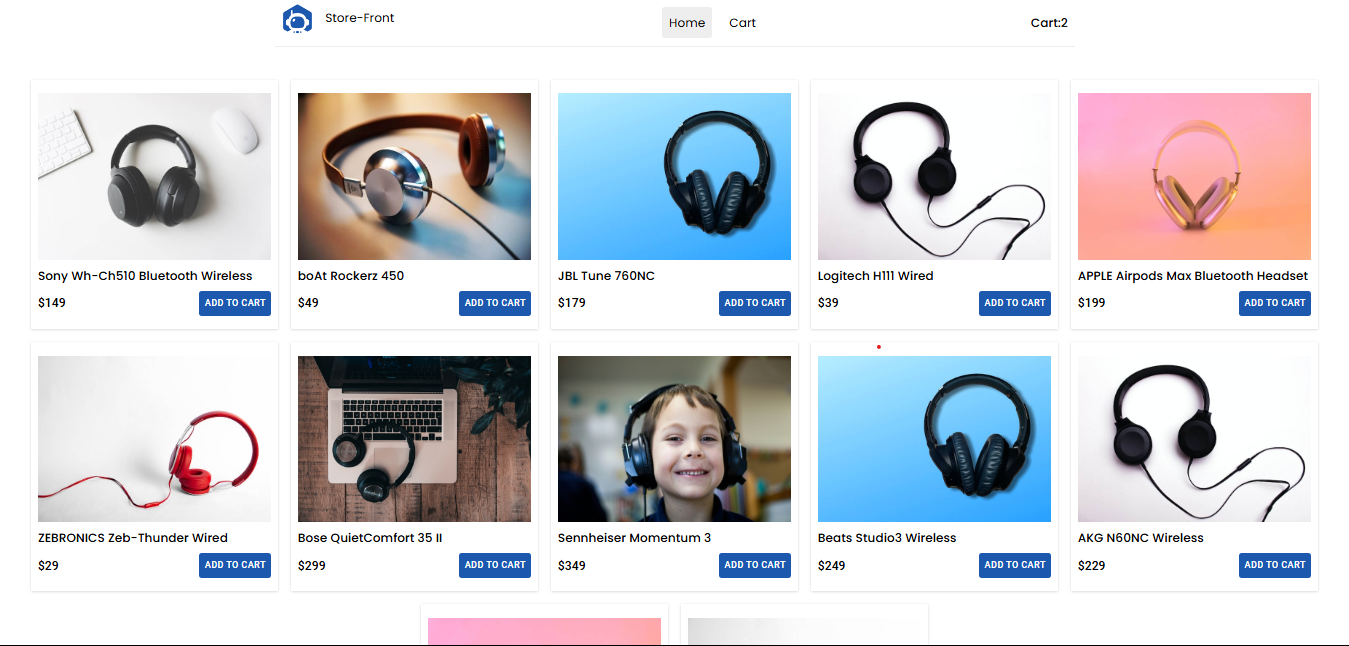 Store-Front
Home
Cart
Cart:2
Sony Wh-Ch510 Bluetooth Wireless
$149
ADD TO CART
boAt Rockerz 450
$49
ADD TO CART
JBL Tune 760NC
$179
ADD TO CART
Logitech H111 Wired
$39
ADD TO CART
APPLE Airpods Max Bluetooth Headset
$199
ADD TO CART
ZEBRONICS Zeb-Thunder Wired
$29
ADD TO CART
Bose QuietComfort 35 II
$299
ADD TO CART
Sennheiser Momentum 3
$349
ADD TO CART
Beats Studio3 Wireless
$249
ADD TO CART
AKG N60NC Wireless
$229
ADD TO CART